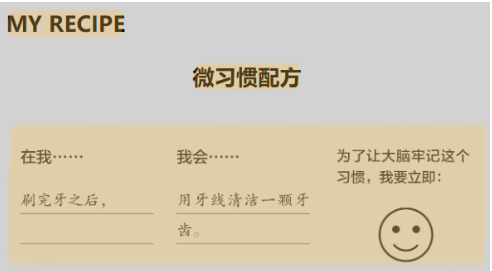 MY RECIPE
微习惯配方
在我……
刷完牙之后，
我会……
用牙线清洁一颗牙
齿。
为了让大脑牢记这个
习惯，我要立即：